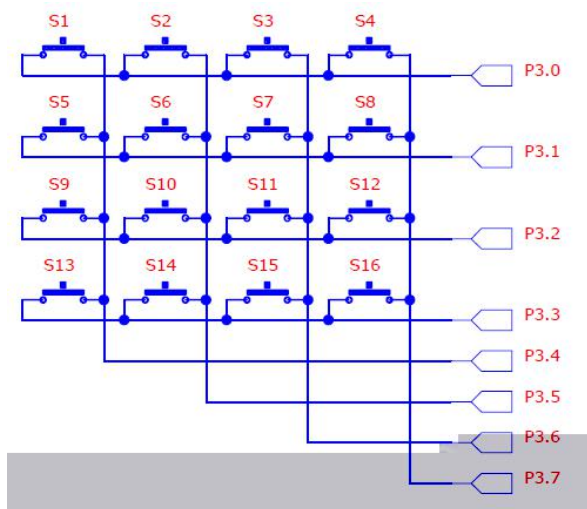 S1 S2 S3 S4
P3.0
S5 S6 S7 S8
P3.1
S9 S10 S11 S12
P3.2
S13 S14 S15 S16
P3.3
P3.4
P3.5
P3.6
P3.7